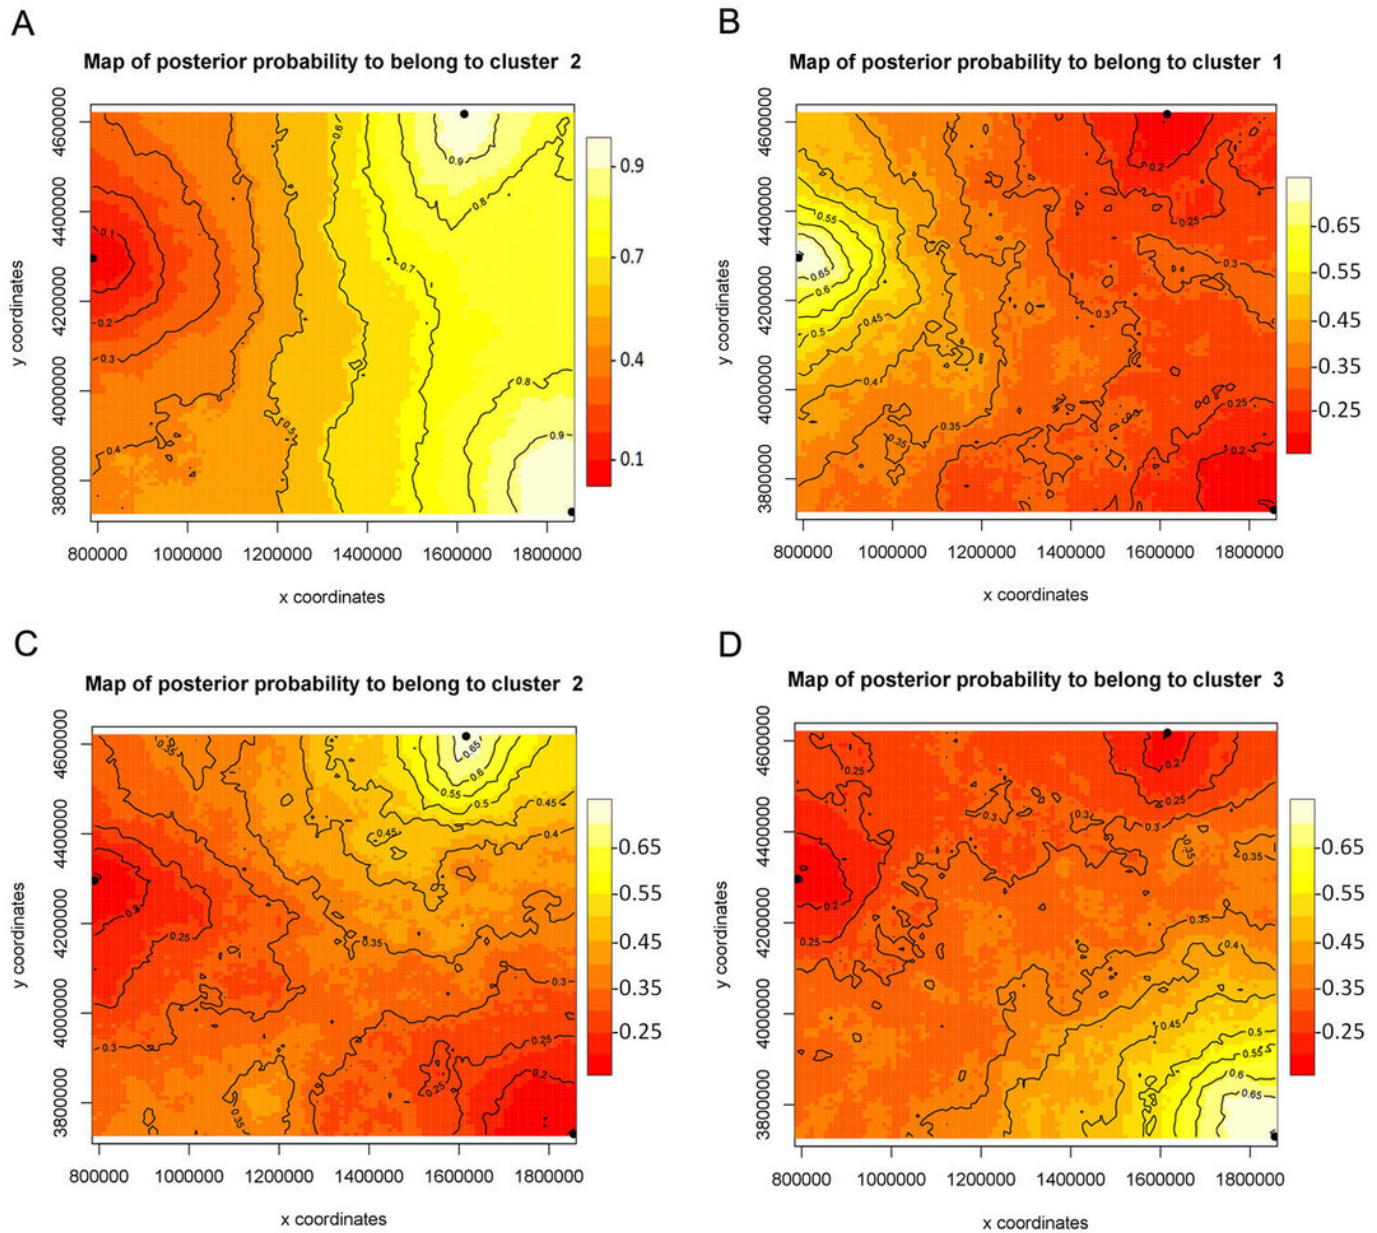 A
Map of posterior probability to belong to cluster 2
y coordinates
3800000 4000000 4200000 4400000 4600000
0.1 0.2 0.3 0.4 0.5 0.6 0.7 0.8 0.9 0.8 0.9
0.9
0.7
0.4
0.1
800000 1000000 1200000 1400000 1600000 1800000
x coordinates
B
Map of posterior probability to belong to cluster 1
y coordinates
3800000 4000000 4200000 4400000 4600000
0.55 0.65 0.6 0.5 0.45 0.4 0.35 0.35 0.3 0.2 0.25 0.3 0.4 0.25 0.2
0.65
0.55
0.45
0.35
0.25
800000 1000000 1200000 1400000 1600000 1800000
x coordinates
C
Map of posterior probability to belong to cluster 2
y coordinates
3800000 4000000 4200000 4400000 4600000
0.35 0.65 0.6 0.55 0.5 0.45 0.45 0.4 0.25 0.35 0.3 0.3 0.25 0.2 0.25 0.35
0.65
0.55
0.45
0.35
0.25
800000 1000000 1200000 1400000 1600000 1800000
x coordinates
D
Map of posterior probability to belong to cluster 3
y coordinates
3800000 4000000 4200000 4400000 4600000
0.25 0.2 0.25 0.3 0.3 0.3 0.35 0.35 0.2 0.25 0.35 0.4 0.45 0.5 0.55 0.6 0.65
0.65
0.55
0.45
0.35
0.25
800000 1000000 1200000 1400000 1600000 1800000
x coordinates